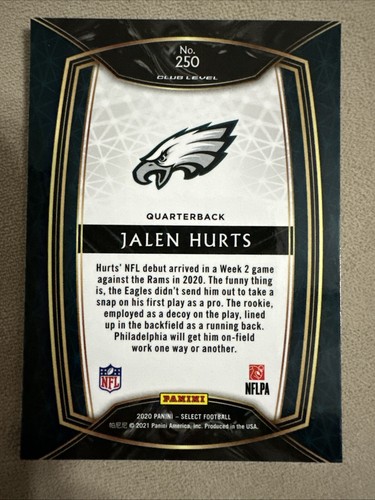 No.
250
CLUB LEVEL
QUARTERBACK
JALEN HURTS
Hurts' NFL debut arrived in a Week 2 game
against the Rams in 2020. The funny thing
is, the Eagles didn't send him out to take a
snap on his first play as a pro. The rookie,
employed as a decoy on the play, lined
up in the backfield as a running back.
Philadelphia will get him on-field
work one way or another.
NFL
PANINI
NFLPA
2020 PANINI - SELECT FOOTBALL
帕尼尼 © 2021 Panini America, Inc. Produced in the USA.